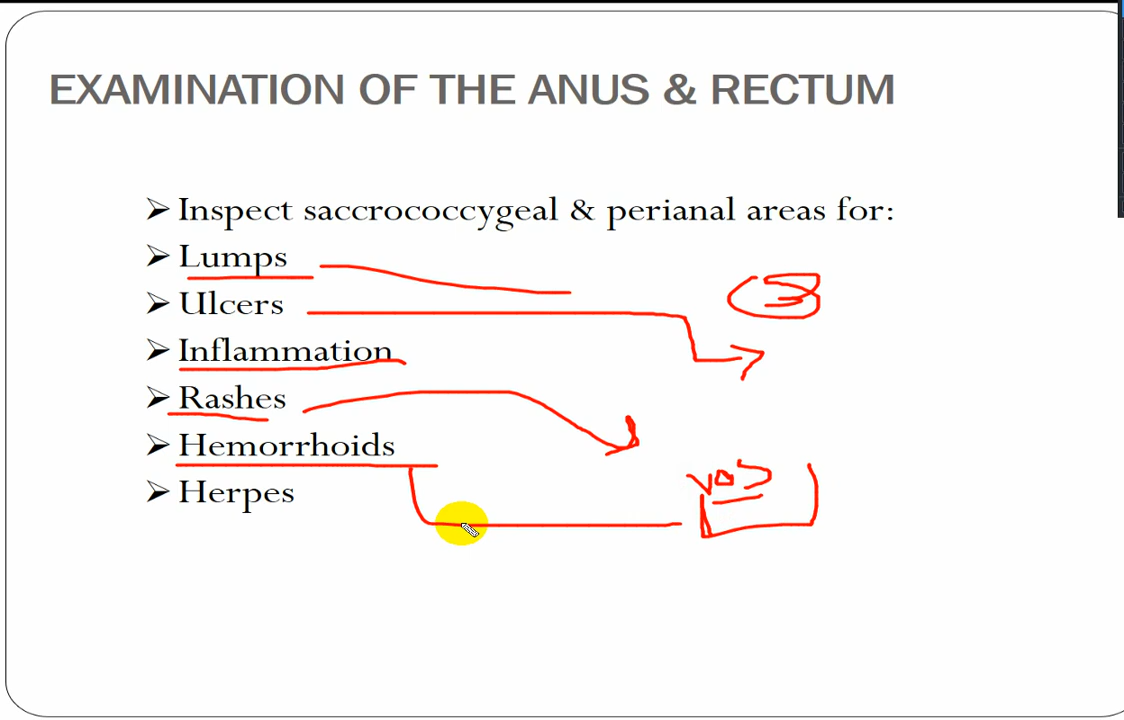 EXAMINATION OF THE ANUS & RECTUM
➢ Inspect saccrococcygeal & perianal areas for:
➢ Lumps
➢ Ulcers
➢ Inflammation
➢ Rashes
➢ Hemorrhoids
➢ Herpes